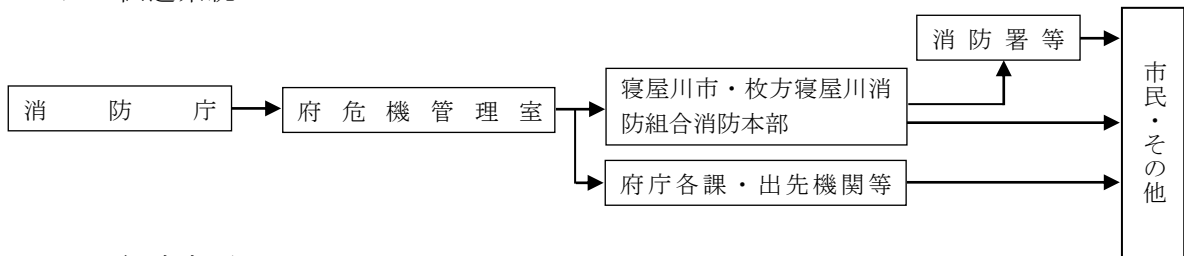 消防庁
府危機管理室
寝屋川市・枚方寝屋川消
防組合消防本部
消防署等
府庁各課・出先機関等
市民・その他